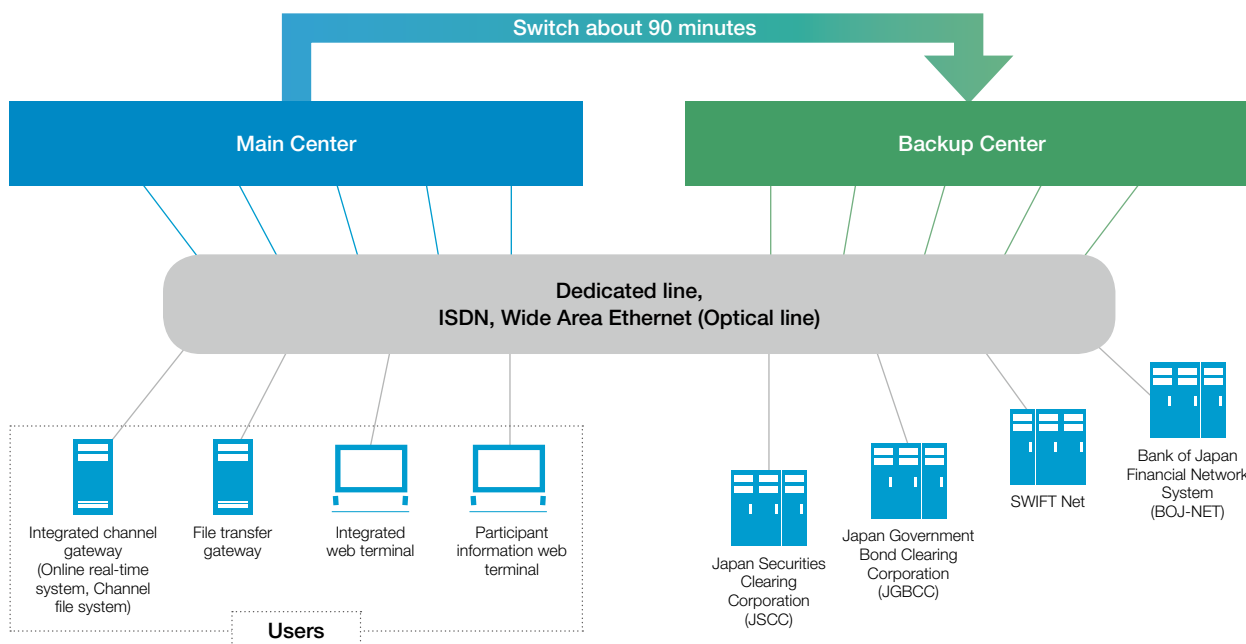 Switch about 90 minutes
Main Center
Backup Center
Dedicated line,
ISDN, Wide Area Ethernet (Optical line)
Integrated channel
gateway
(Online real-time
system, Channel
file system)
File transfer
gateway
Integrated
web terminal
Participant
information web
terminal
Users
Japan Securities
Clearing
Corporation
(JSCC)
Japan Government
Bond Clearing
Corporation
(JGBCC)
SWIFT Net
Bank of Japan
Financial Network
System
(BOJ-NET)